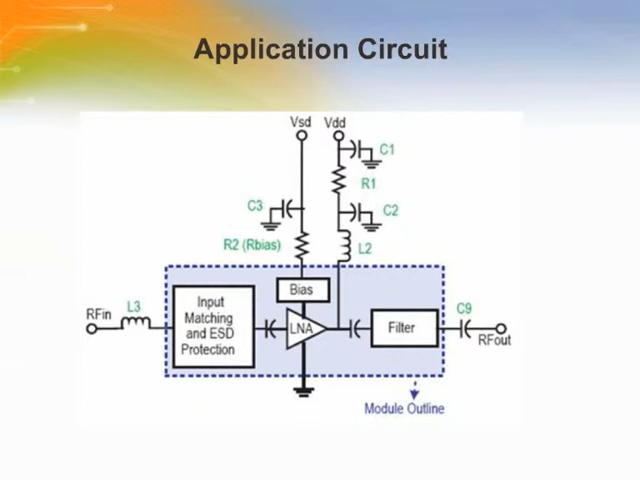 Application Circuit
Vsd
Vdd
C1
R1
C3
C2
R2 (Rbias)
L2
Bias
RFin
L3
Input
Matching
and ESD
Protection
LNA
Filter
C9
RFout
Module Outline